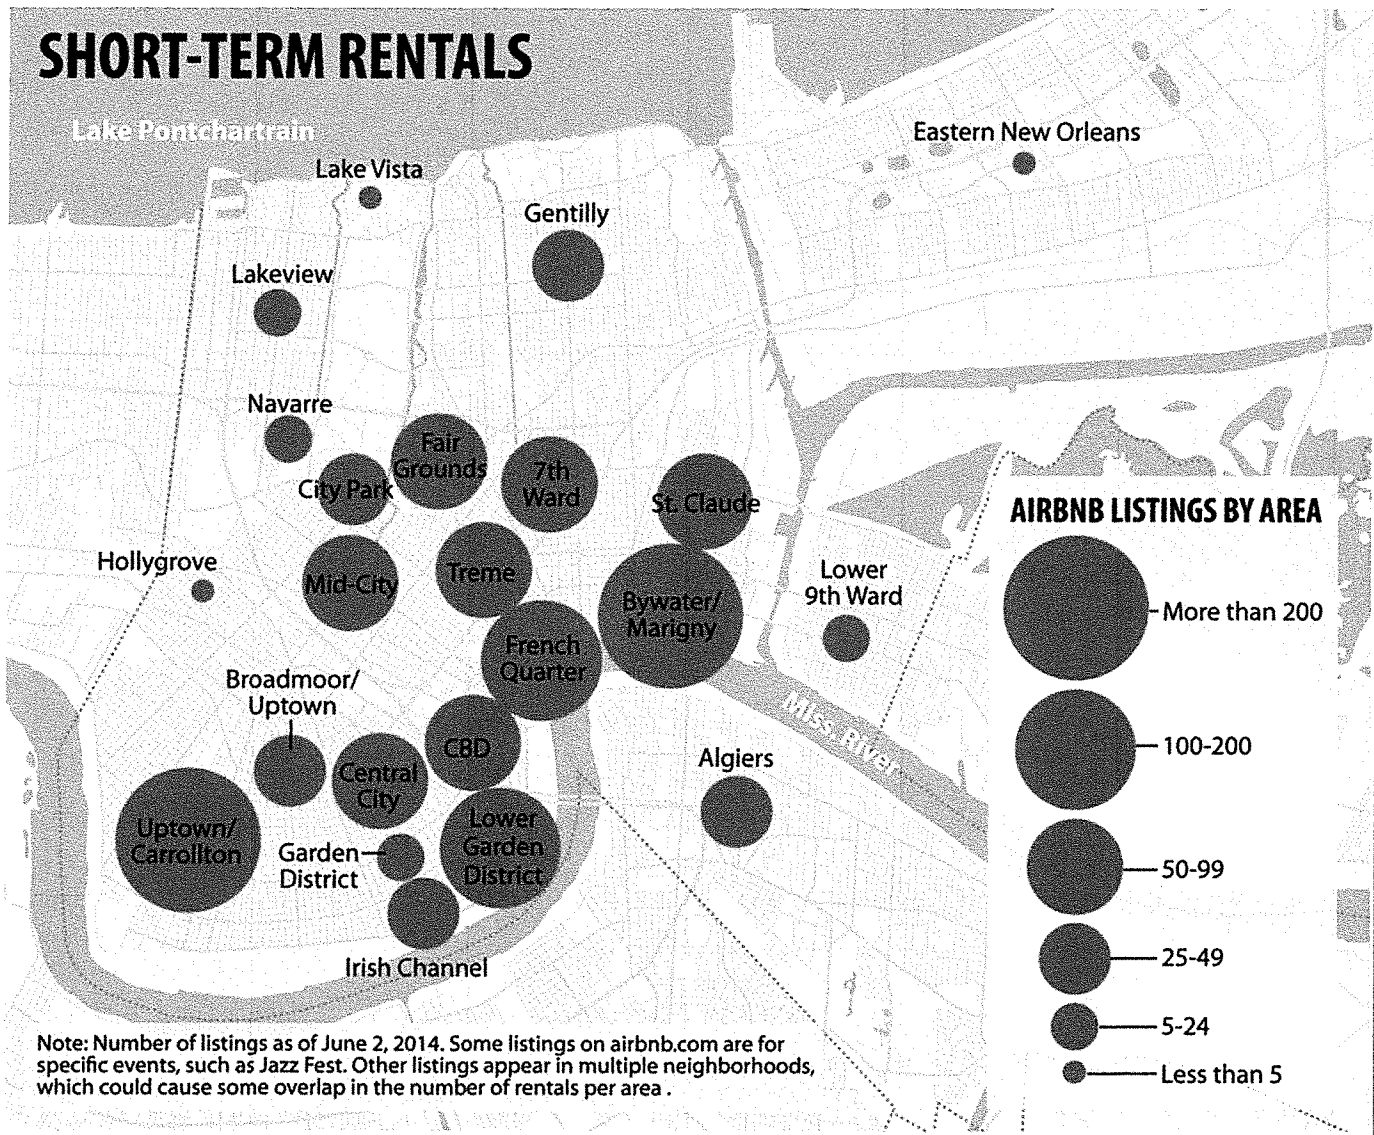 SHORT-TERM RENTALS
Lake Pontchartrain
Lake Vista
Eastern New Orleans
Gentilly
Lakeview
Navarre
Fair
Grounds
City Park
7th
Ward
St. Claude
Hollygrove
Mid-City
Treme
Bywater/
Marigny
Lower
9th Ward
French
Quarter
Broadmoor/
Uptown
CBD
Central
City
Algiers
Miss. River
Uptown/
Carrollton
Garden
District
Lower
Garden
District
Irish Channel
AIRBNB LISTINGS BY AREA
More than 200
100-200
50-99
25-49
5-24
Less than 5
Note: Number of listings as of June 2, 2014. Some listings on airbnb.com are for
specific events, such as Jazz Fest. Other listings appear in multiple neighborhoods,
which could cause some overlap in the number of rentals per area .